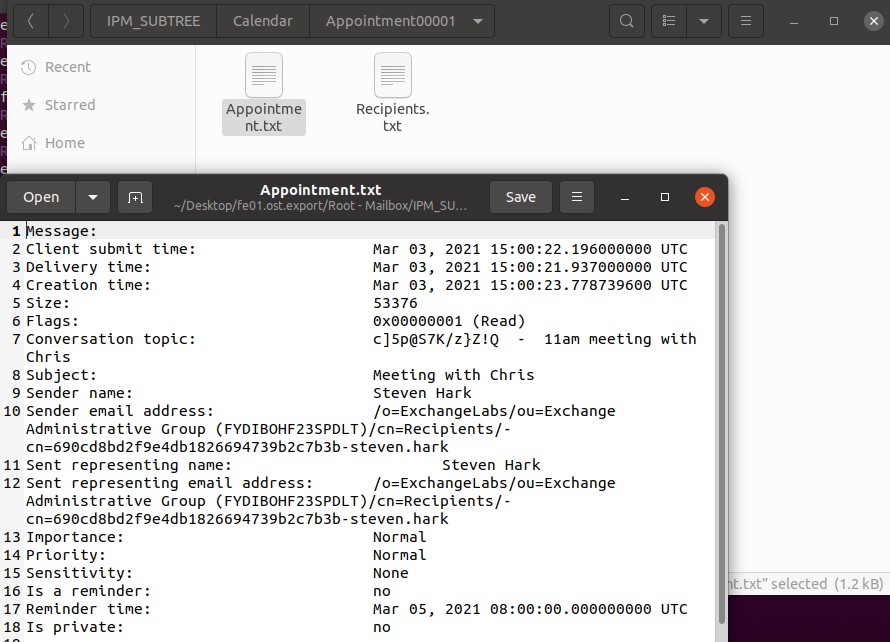 IPM_SUBTREE Calendar Appointment00001
Recent
Starred
Home
Appointme
nt.txt
Recipients.
txt
Open Appointment.txt Save
~/Desktop/fe01.ost.export/Root - Mailbox/IPM_SU...
1 Message:
2 Client submit time: Mar 03, 2021 15:00:22.196000000 UTC
3 Delivery time: Mar 03, 2021 15:00:21.937000000 UTC
4 Creation time: Mar 03, 2021 15:00:23.778739600 UTC
5 Size: 53376
6 Flags: 0x00000001 (Read)
7 Conversation topic: c]5p@S7K/z}Z!Q - 11am meeting with
Chris
8 Subject: Meeting with Chris
9 Sender name: Steven Hark
10 Sender email address: /o=ExchangeLabs/ou=Exchange
Administrative Group (FYDIBOHF23SPDLT)/cn=Recipients/-
cn=690cd8bd2f9e4db1826694739b2c7b3b-steven.hark
11 Sent representing name: Steven Hark
12 Sent representing email address: /o=ExchangeLabs/ou=Exchange
Administrative Group (FYDIBOHF23SPDLT)/cn=Recipients/-
cn=690cd8bd2f9e4db1826694739b2c7b3b-steven.hark
13 Importance: Normal
14 Priority: Normal
15 Sensitivity: None
16 Is a reminder: no
17 Reminder time: Mar 05, 2021 08:00:00.000000000 UTC
18 Is private: no
nt.txt” selected (1.2 kB)